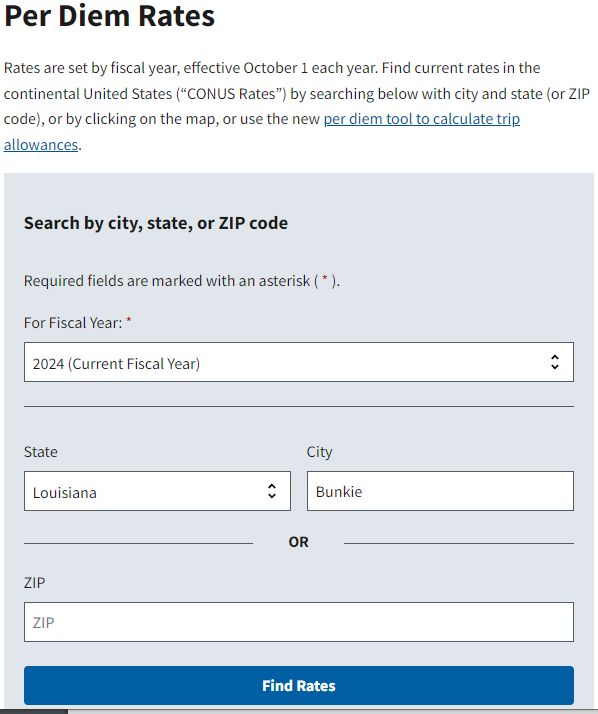 Per Diem Rates
Rates are set by fiscal year, effective October 1 each year. Find current rates in the
continental United States (“CONUS Rates”) by searching below with city and state (or ZIP
code), or by clicking on the map, or use the new per diem tool to calculate trip
allowances.
Search by city, state, or ZIP code
Required fields are marked with an asterisk ( * ).
For Fiscal Year: *
2024 (Current Fiscal Year)
State
City
Louisiana
Bunkie
OR
ZIP
ZIP
Find Rates